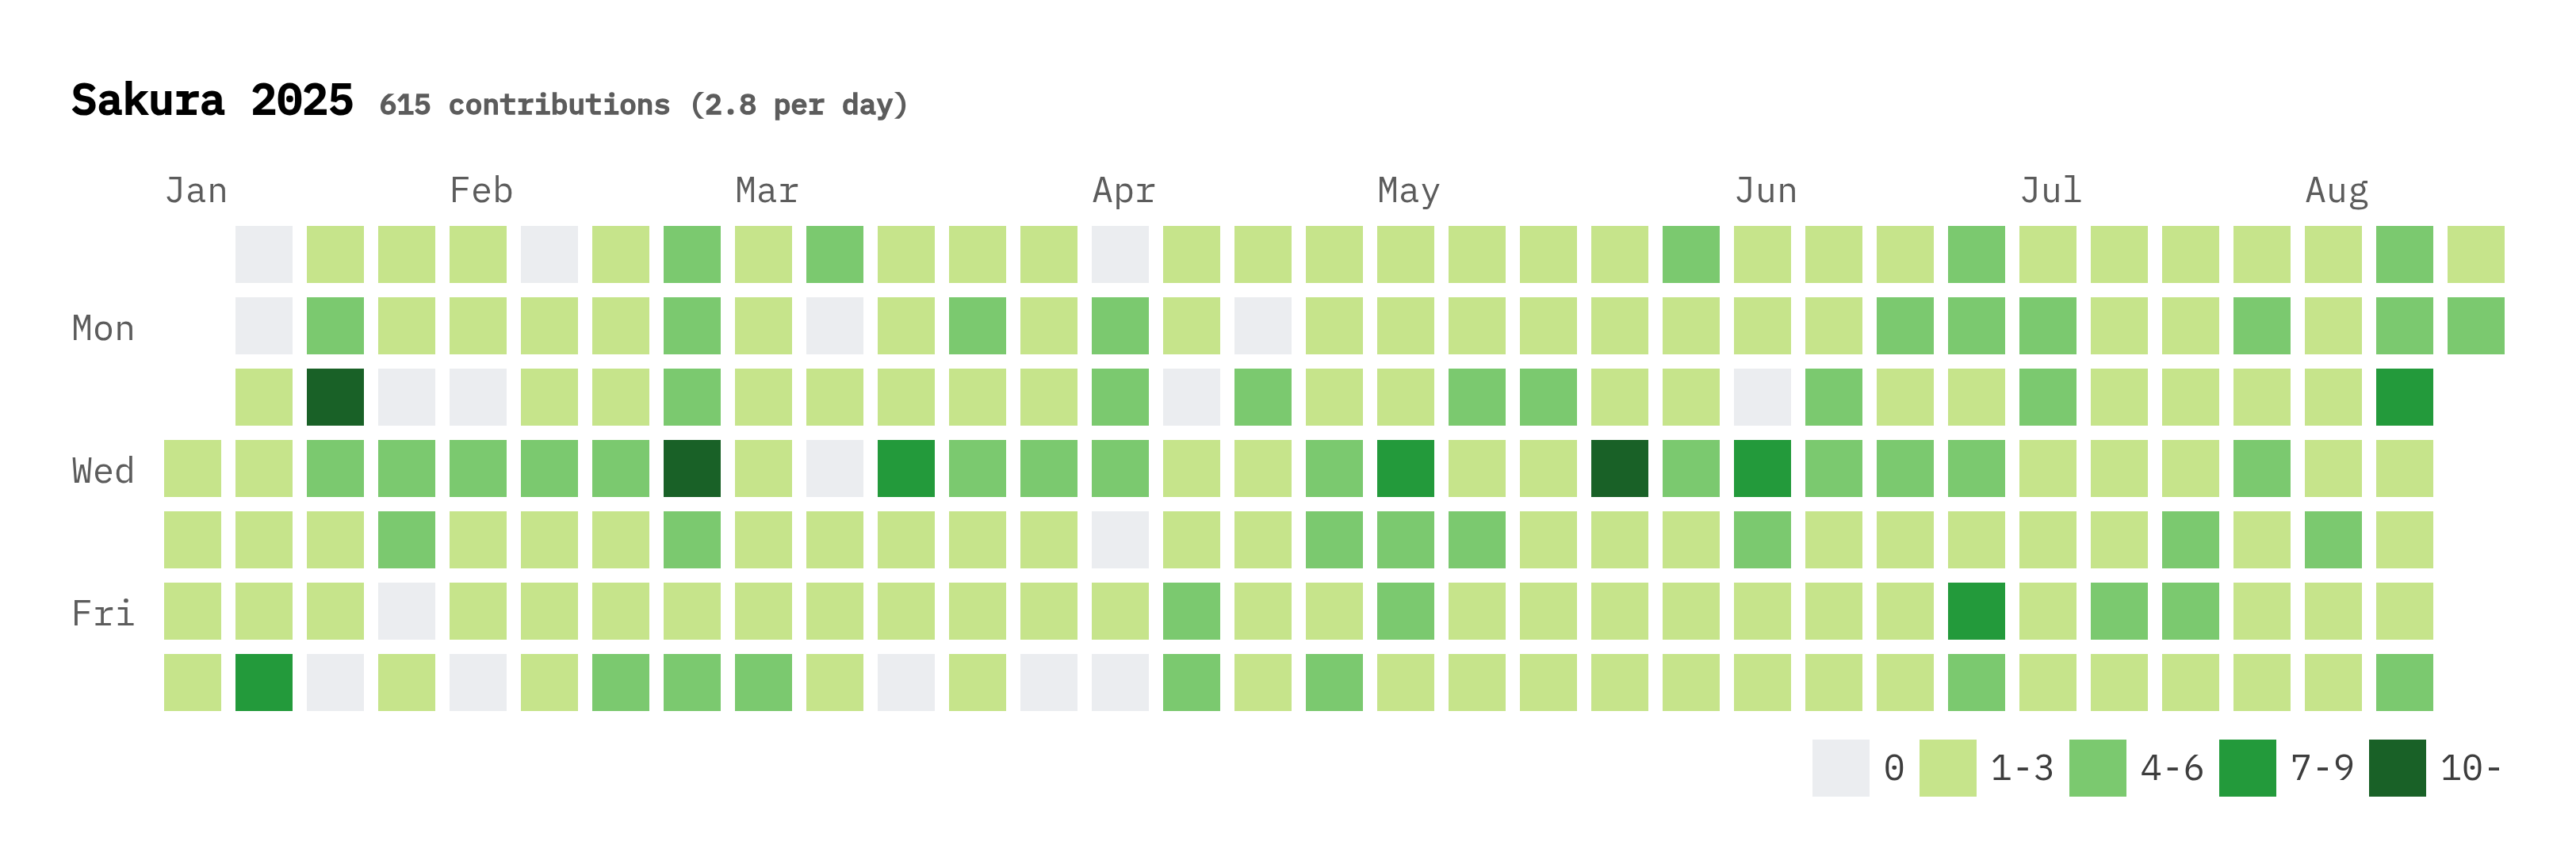 Sakura 2025 615 contributions (2.8 per day)
Jan Feb Mar Apr May Jun Jul Aug
Mon
Wed
Fri
0 1-3 4-6 7-9 10-